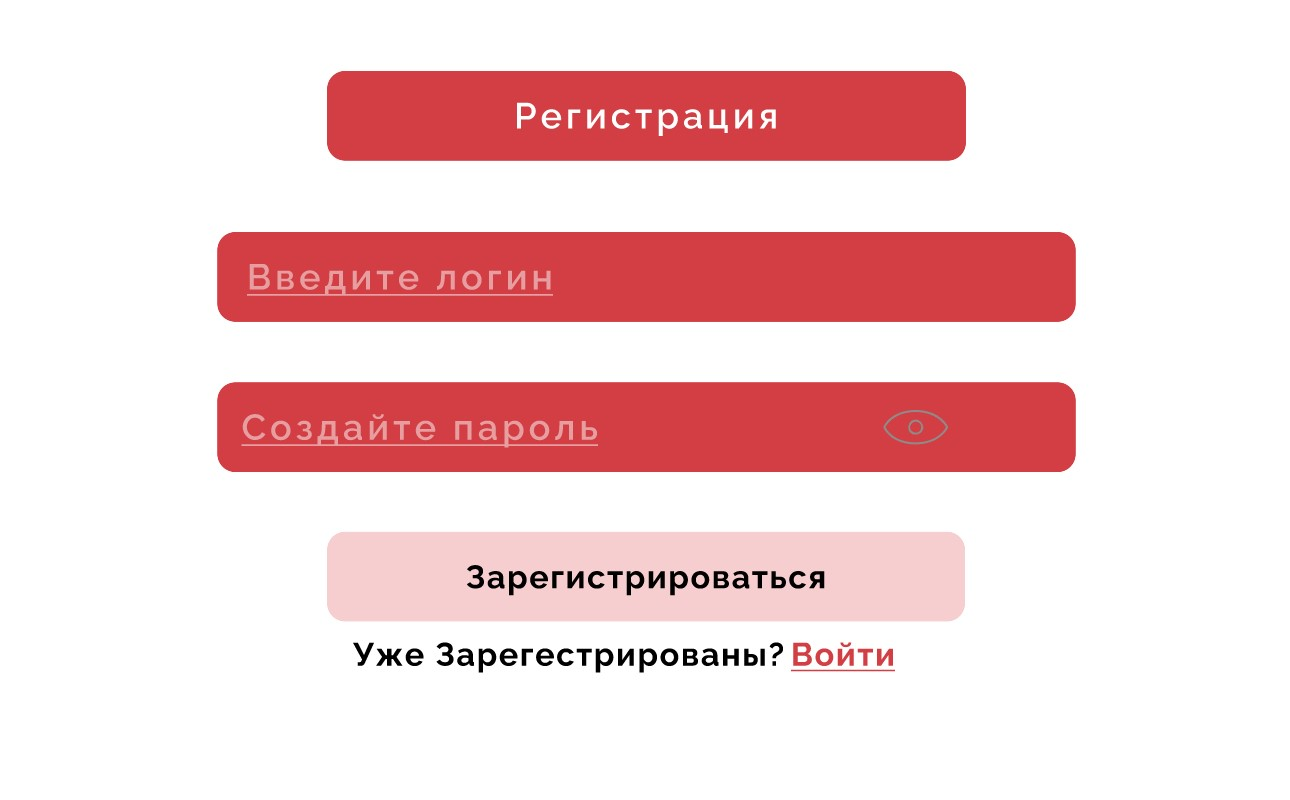 Регистрация
Введите логин
Создайте пароль
Зарегистрироваться
Уже Зарегестрированы? Войти